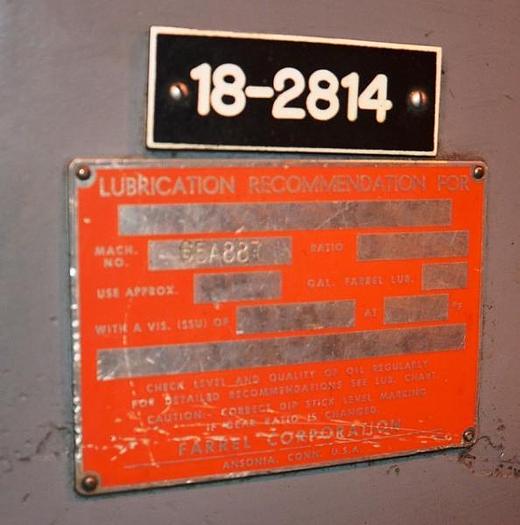 18-2814
LUBRICATION RECOMMENDATION FOR
MACH. NO. RATIO
USE APPROX. GAL. FARREL LUB.
WITH A VIS. (SSU) OF AT °F
CHECK LEVEL AND QUALITY OF OIL REGULARLY
FOR DETAILED RECOMMENDATIONS SEE LUB. CHART.
CAUTION:- CORRECT DIP STICK LEVEL MARKING
IF GEAR RATIO IS CHANGED.
FARREL CORPORATION
ANSONIA, CONN. U.S.A.